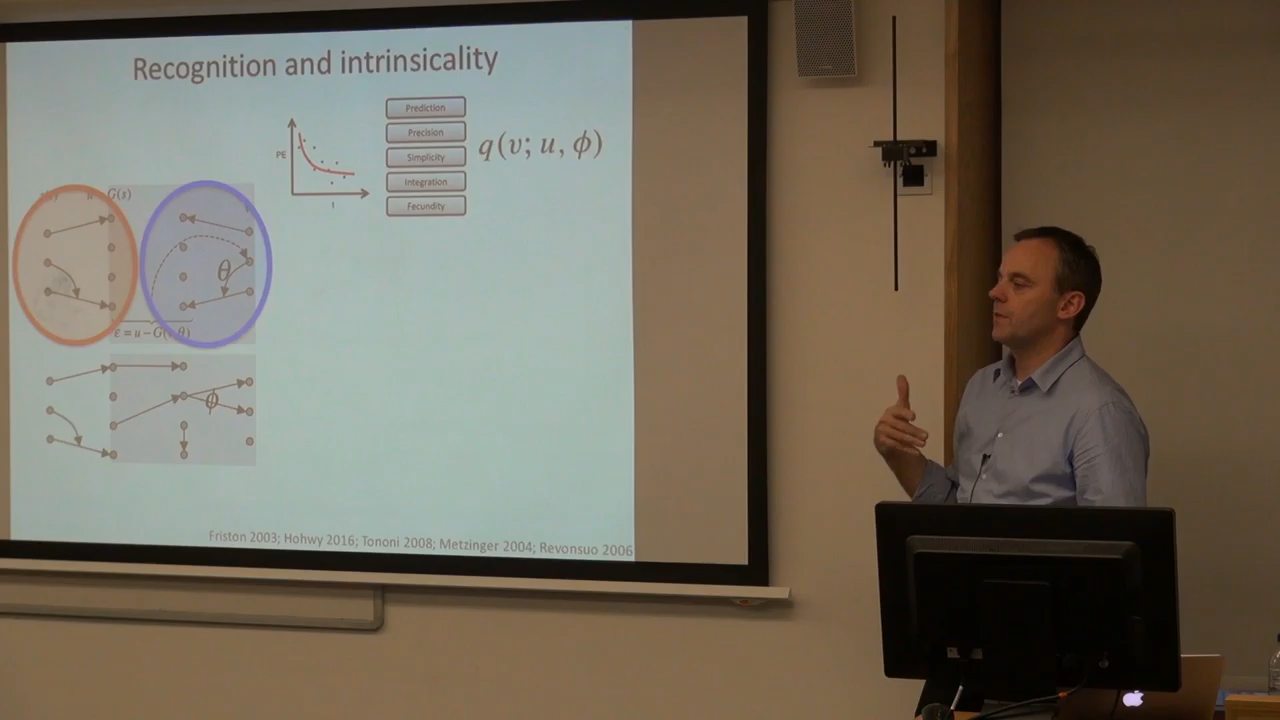 Recognition and intrinsicality
Prediction
Precision
Simplicity
Integration
Fecundity
PE
t
q(v; u, ϕ)
G(s)
θ
ε = u – G(
θ)
ϕ
Friston 2003; Hohwy 2016; Tononi 2008; Metzinger 2004; Revonsuo 2006